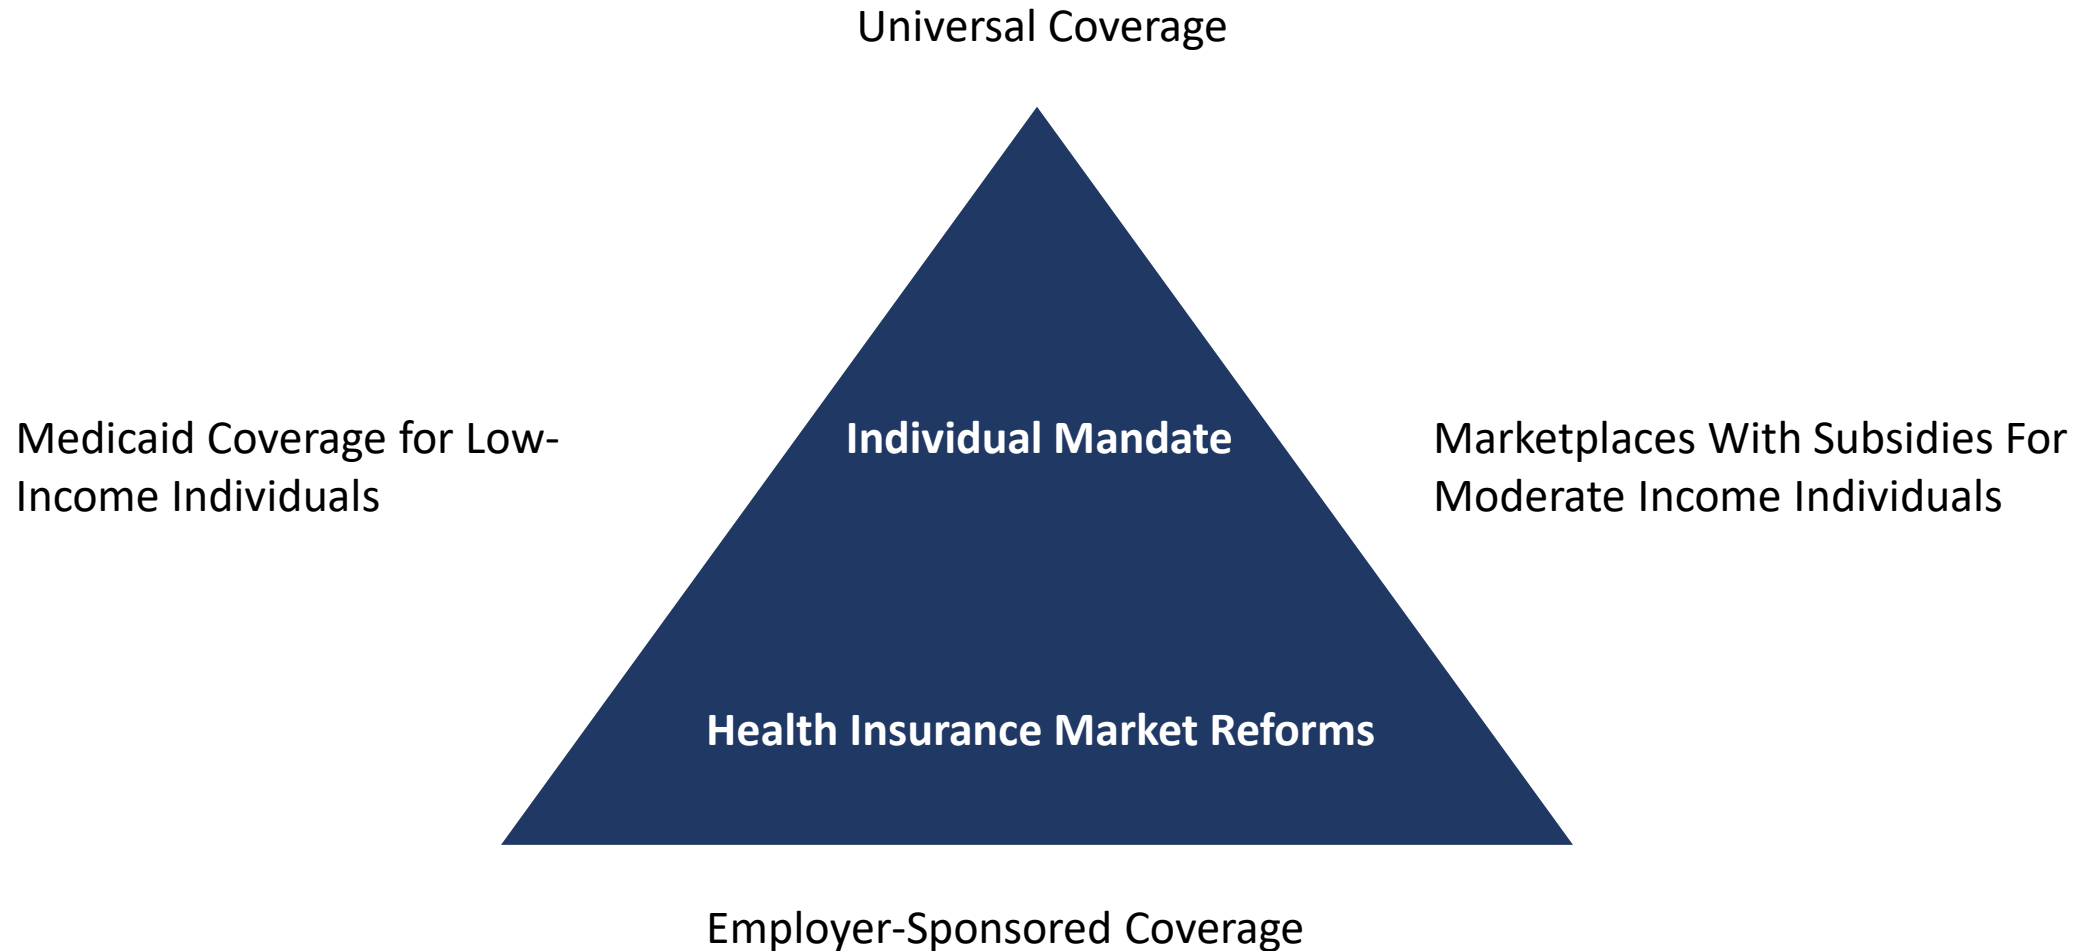 Universal Coverage
Medicaid Coverage for Low-
Income Individuals
Individual Mandate
Marketplaces With Subsidies For
Moderate Income Individuals
Health Insurance Market Reforms
Employer-Sponsored Coverage